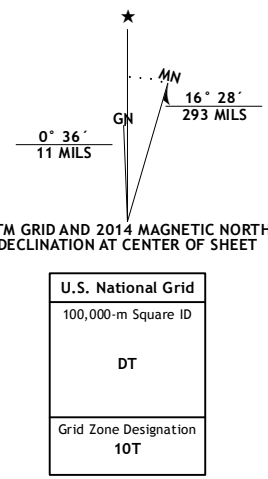 MN
GN
16° 28´
293 MILS
0° 36´
11 MILS
TM GRID AND 2014 MAGNETIC NORTH
DECLINATION AT CENTER OF SHEET
U.S. National Grid
100,000-m Square ID
DT
Grid Zone Designation
10T